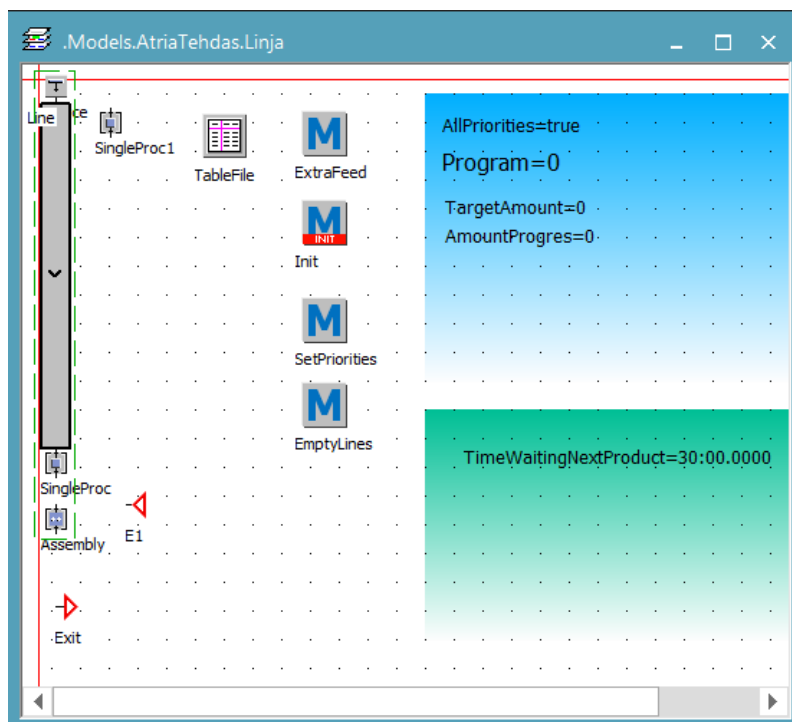 .Models.AtriaTehdas.Linja
Line
ce
SingleProc1
TableFile
M
ExtraFeed
AllPriorities=true
Program=0
TargetAmount=0
AmountProgres=0
M
INIT
Init
M
SetPriorities
M
EmptyLines
TimeWaitingNextProduct=30:00.0000
SingleProc
E1
Assembly
Exit